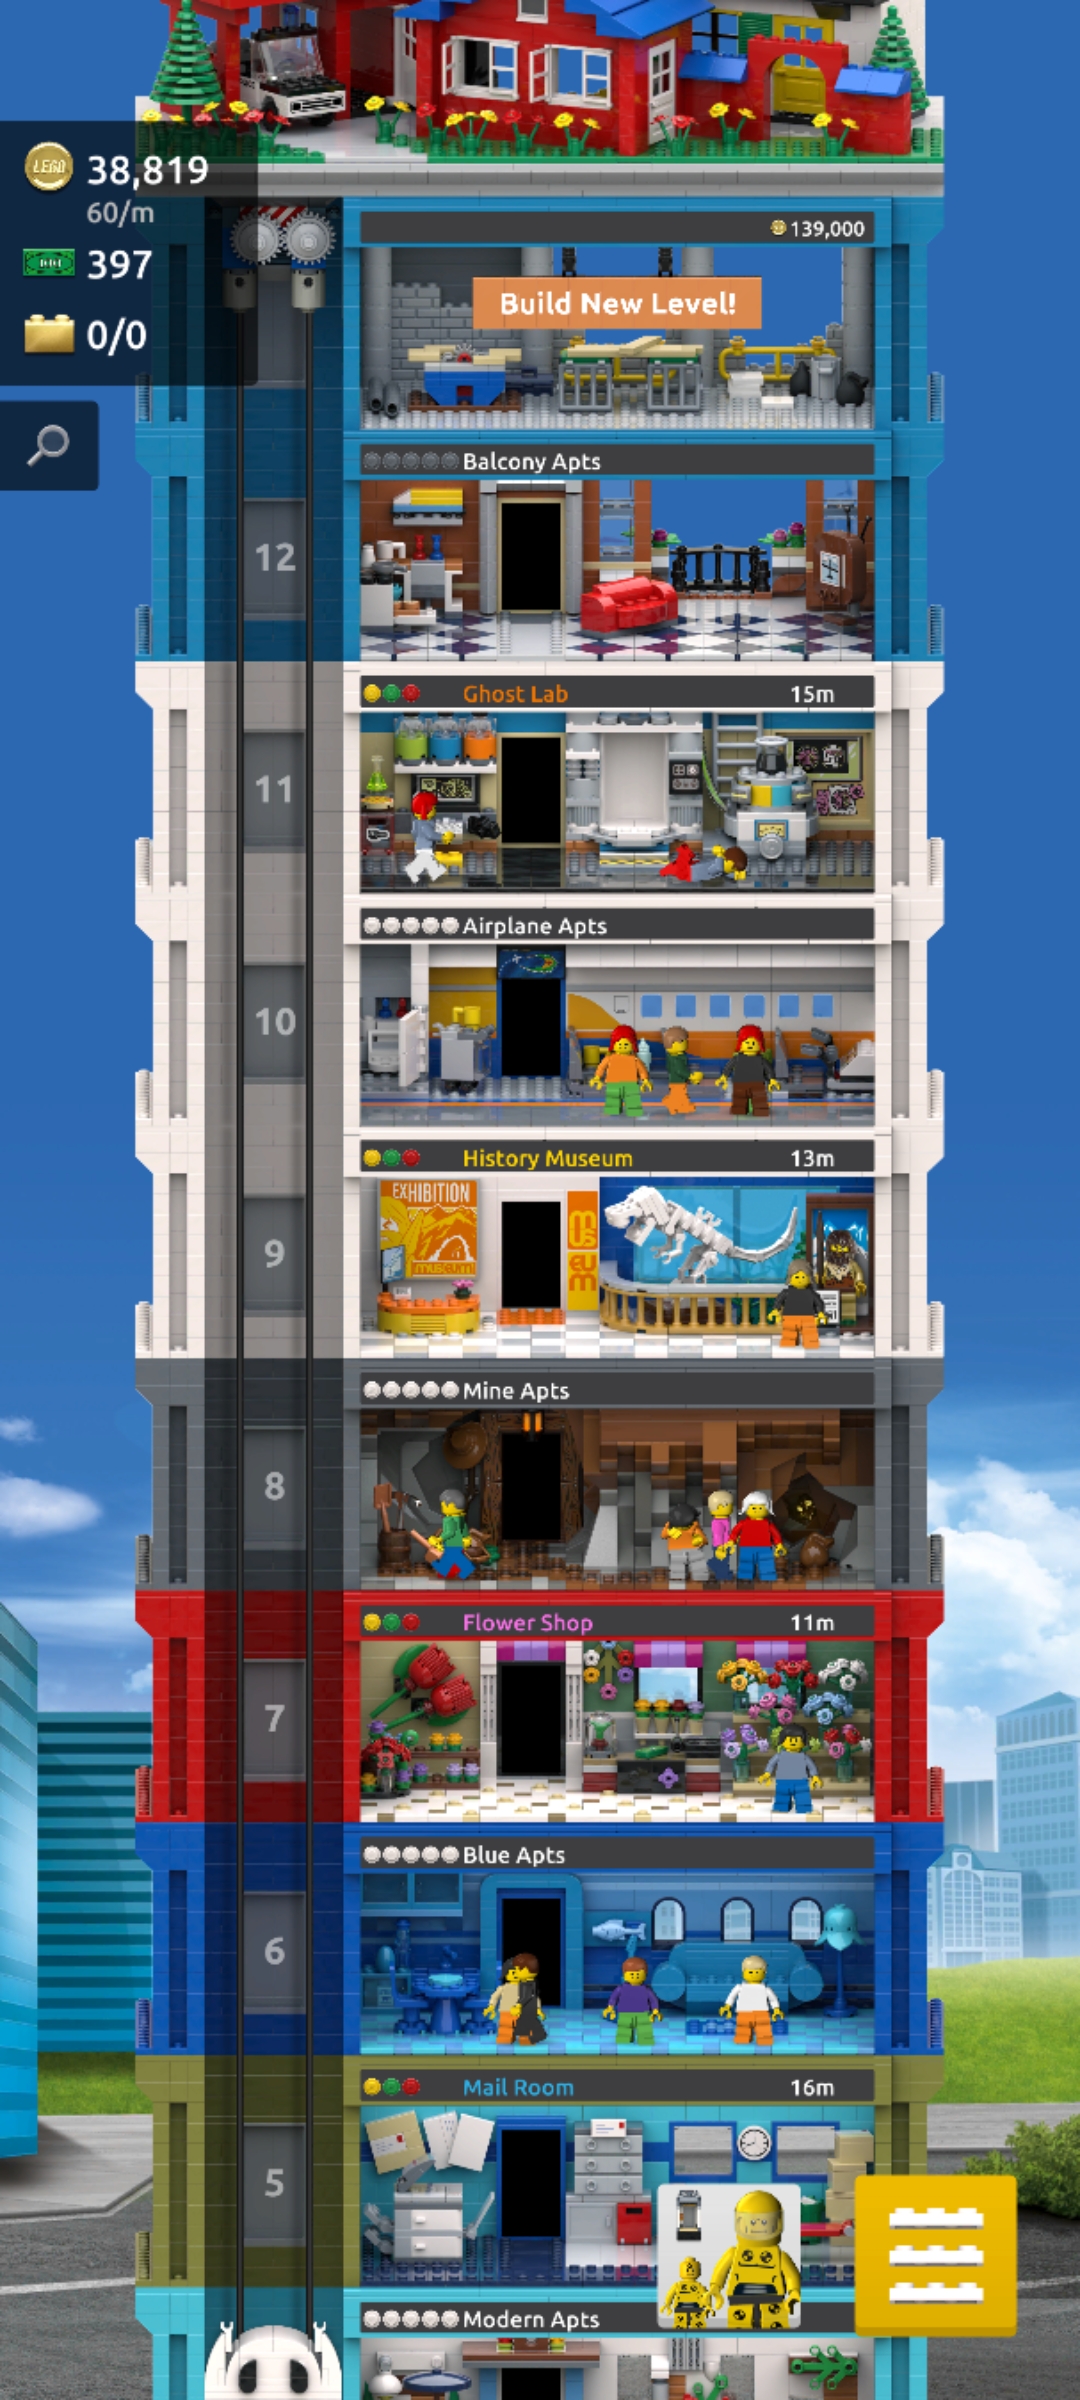 LEGO
38,819
60/m
397
0/0
139,000
Build New Level!
Balcony Apts
12
Ghost Lab 15m
11
Airplane Apts
10
History Museum 13m
EXHIBITION
museum
MUSEUM
9
Mine Apts
8
Flower Shop 11m
7
Blue Apts
6
Mail Room 16m
5
Modern Apts